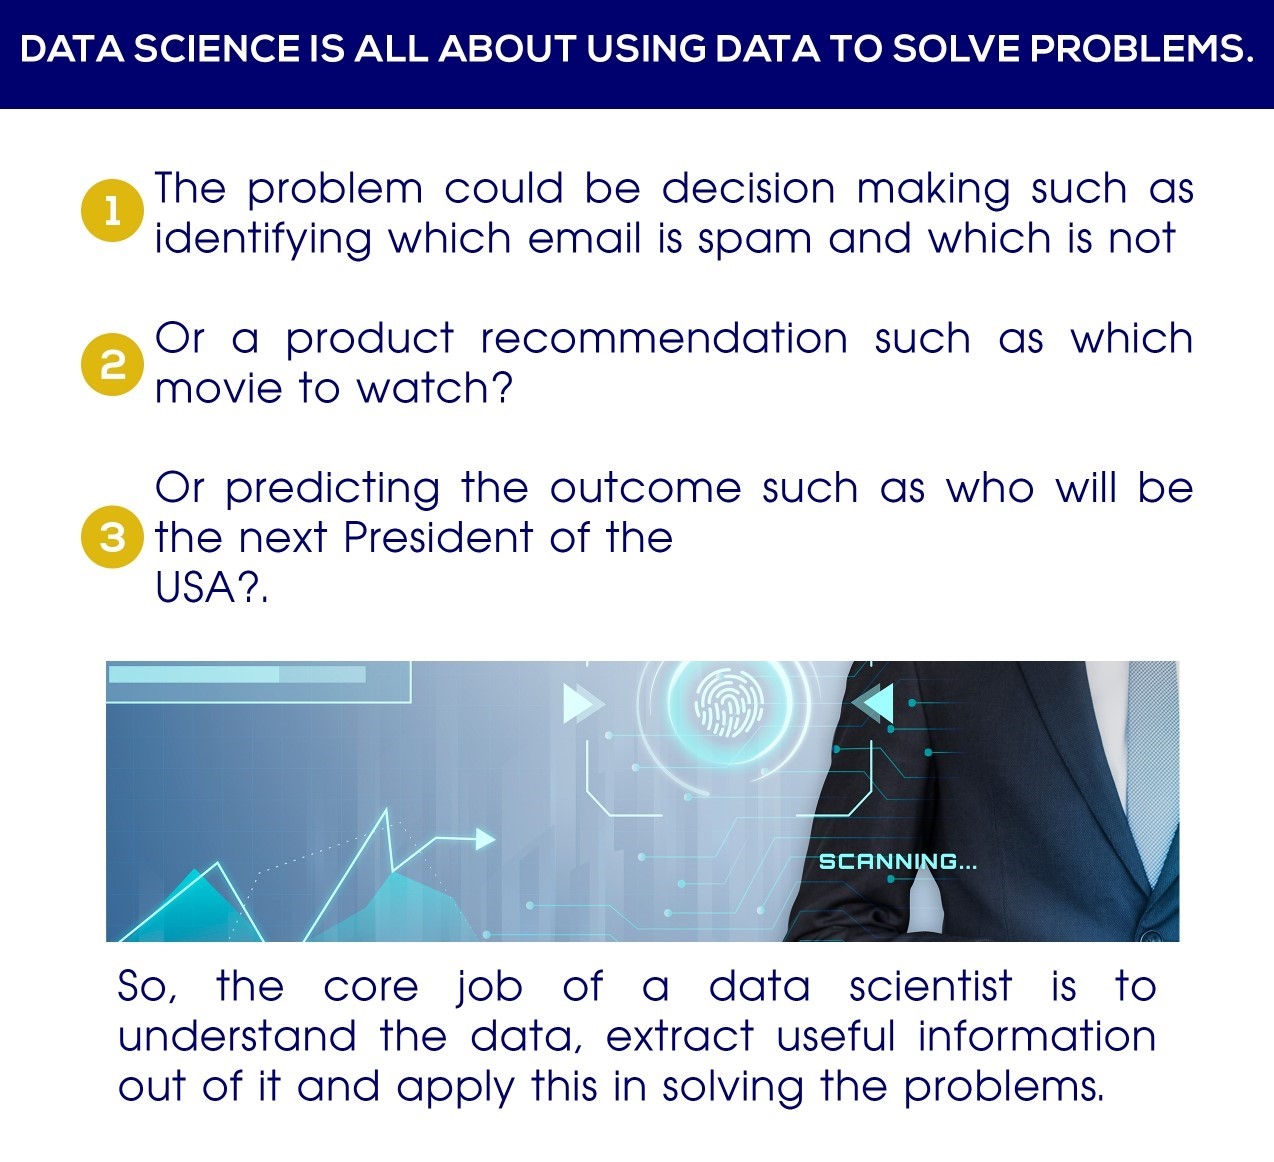 DATA SCIENCE IS ALL ABOUT USING DATA TO SOLVE PROBLEMS.
1 The problem could be decision making such as
identifying which email is spam and which is not
2 Or a product recommendation such as which
movie to watch?
3 Or predicting the outcome such as who will be
the next President of the
USA?.
SCANNING...
So, the core job of a data scientist is to
understand the data, extract useful information
out of it and apply this in solving the problems.